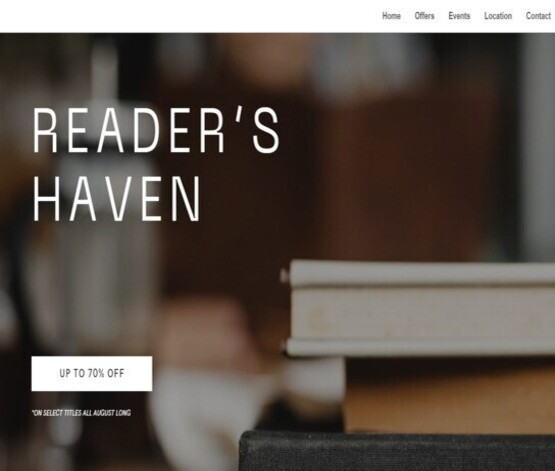 Home Offers Events Location Contact
READER'S
HAVEN
UP TO 70% OFF
*ON SELECT TITLES ALL AUGUST LONG